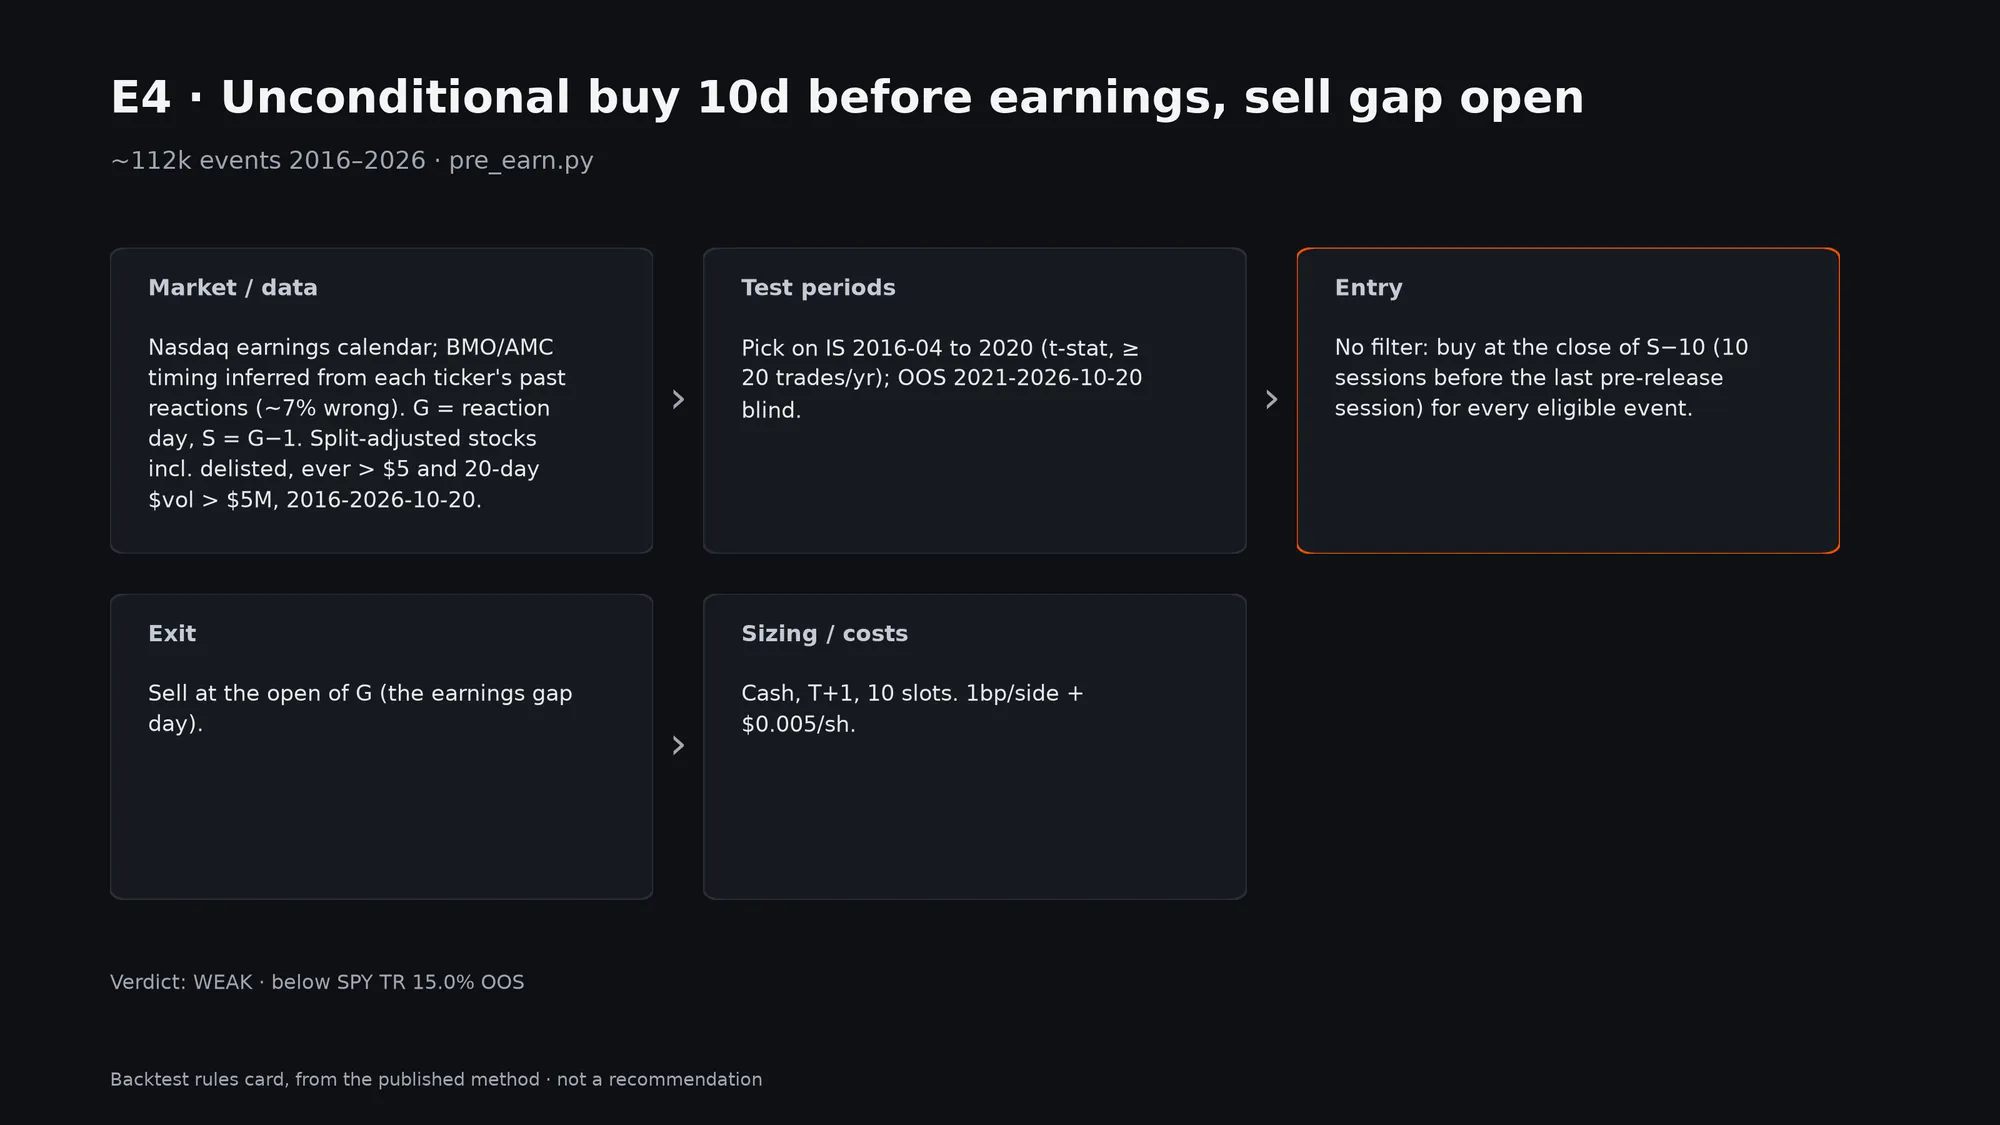 E4 · Unconditional buy 10d before earnings, sell gap open
~112k events 2016–2026 · pre_earn.py
Market / data
Nasdaq earnings calendar; BMO/AMC
timing inferred from each ticker's past
reactions (~7% wrong). G = reaction
day, S = G−1. Split-adjusted stocks
incl. delisted, ever > $5 and 20-day
$vol > $5M, 2016-2026-10-20.
›
Test periods
Pick on IS 2016-04 to 2020 (t-stat, ≥
20 trades/yr); OOS 2021-2026-10-20
blind.
›
Entry
No filter: buy at the close of S−10 (10
sessions before the last pre-release
session) for every eligible event.
Exit
Sell at the open of G (the earnings gap
day).
›
Sizing / costs
Cash, T+1, 10 slots. 1bp/side +
$0.005/sh.
Verdict: WEAK · below SPY TR 15.0% OOS
Backtest rules card, from the published method · not a recommendation